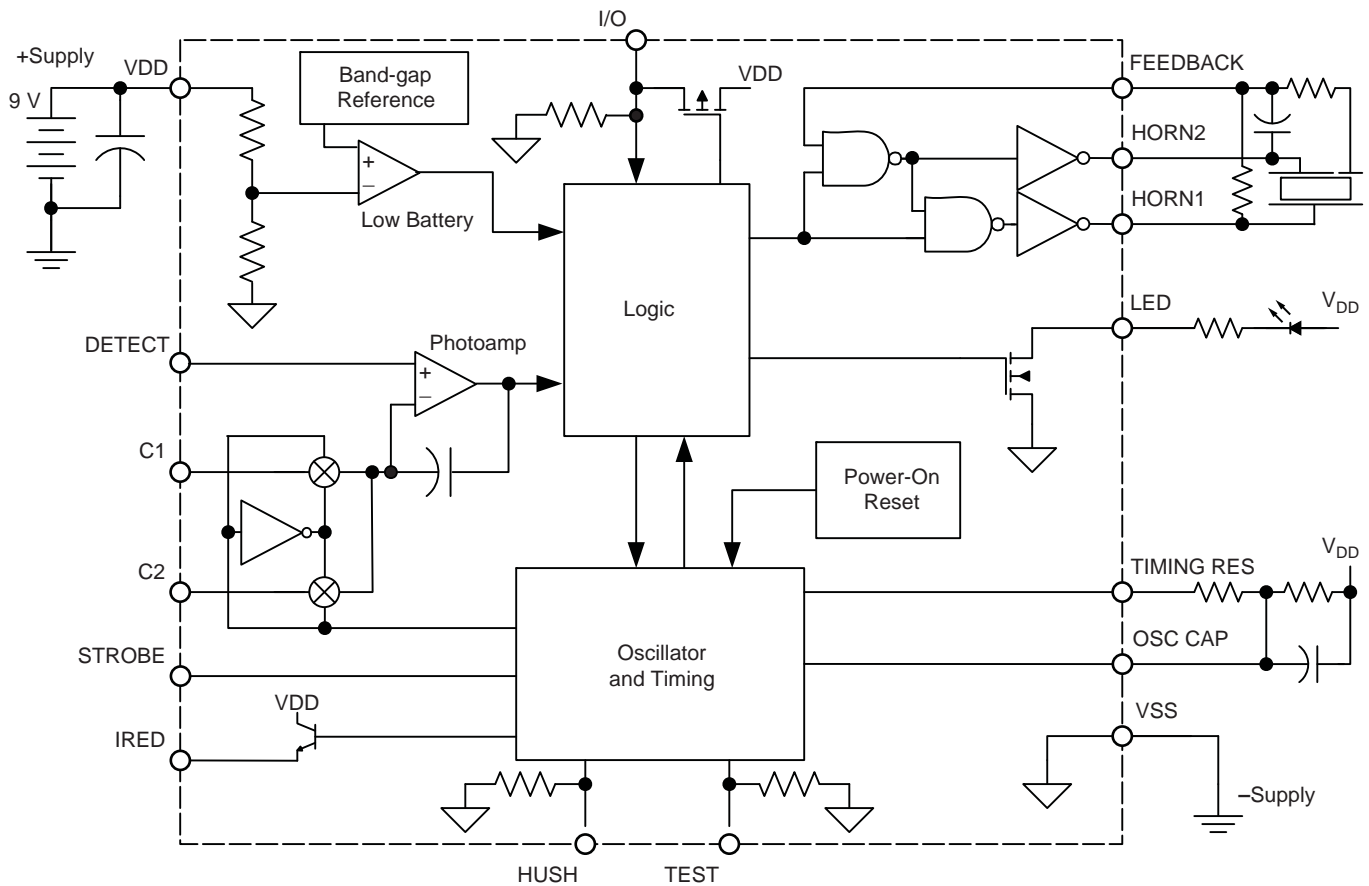 I/O
+Supply
VDD
9 V
Band-gap
Reference
VDD
FEEDBACK
+
−
Low Battery
HORN2
HORN1
Logic
LED
VDD
DETECT
Photoamp
+
−
C1
Power-On
Reset
C2
TIMING RES
VDD
STROBE
Oscillator
and Timing
OSC CAP
VDD
IRED
VSS
–Supply
HUSH
TEST